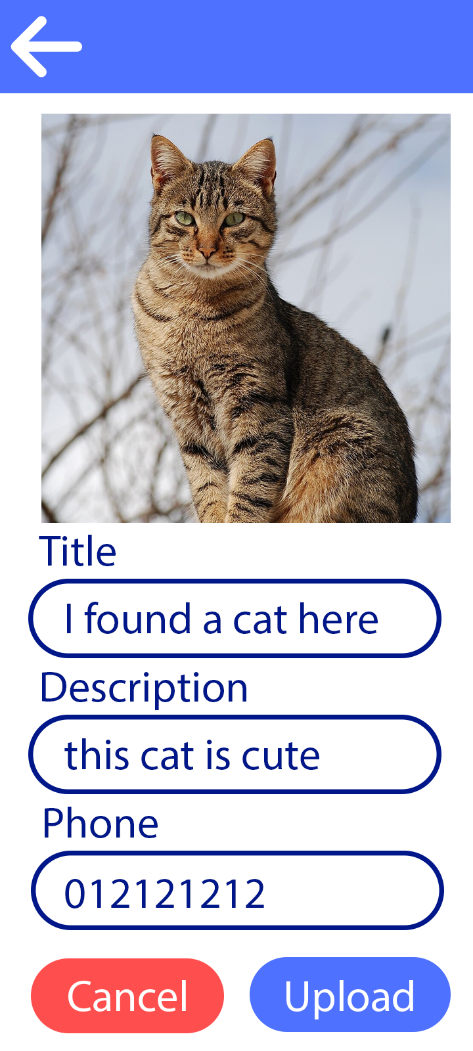 Title
I found a cat here
Description
this cat is cute
Phone
012121212
Cancel Upload